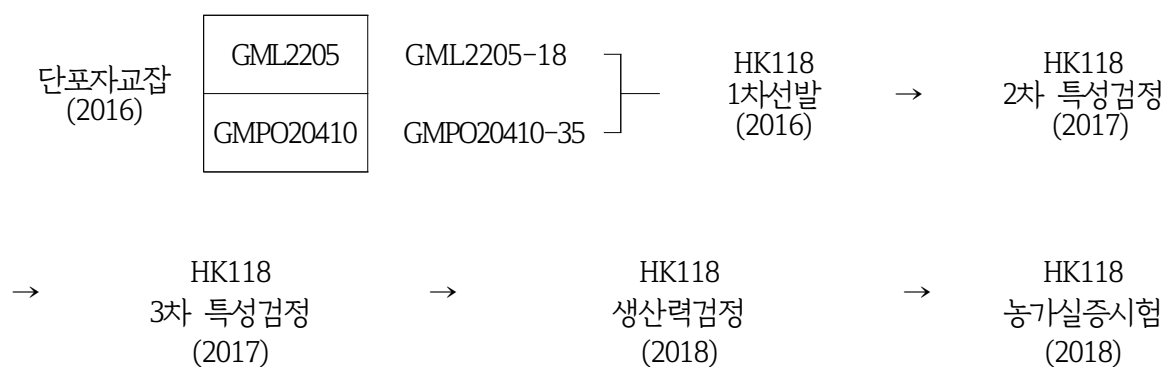 단포자교잡
(2016)
GML2205
GMPO20410
GML2205-18
GMPO20410-35
HK118
1차선발
(2016)
→
HK118
2차 특성검정
(2017)
→
HK118
3차 특성검정
(2017)
→
HK118
생산력검정
(2018)
→
HK118
농가실증시험
(2018)